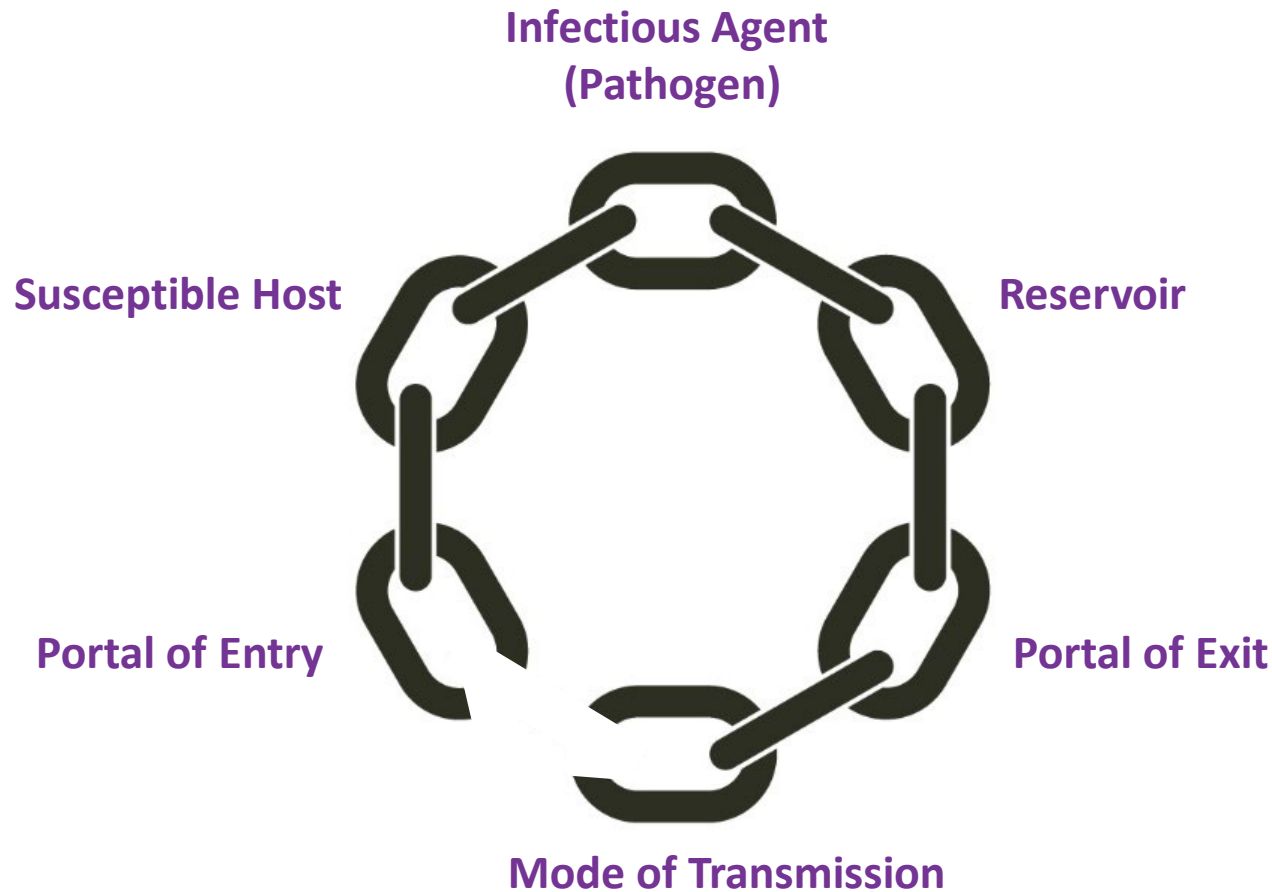 Infectious Agent
(Pathogen)
Susceptible Host
Reservoir
Portal of Entry
Portal of Exit
Mode of Transmission